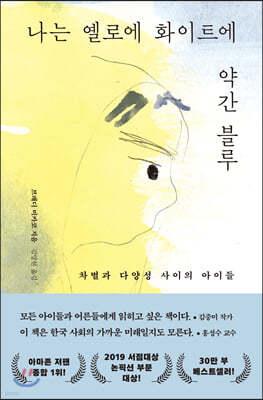 나는 옐로에 화이트에
약간 블루
브래디 미카코 지음
김영현 옮김
차별과 다양성 사이의 아이들
모든 아이들과 어른들에게 읽히고 싶은 책이다. • 김중미 작가
이 책은 한국 사회의 가까운 미래일지도 모른다. • 홍성수 교수
아마존 저팬
종합 1위!
2019 서점대상
논픽션 부문
대상!
30만 부
베스트셀러!